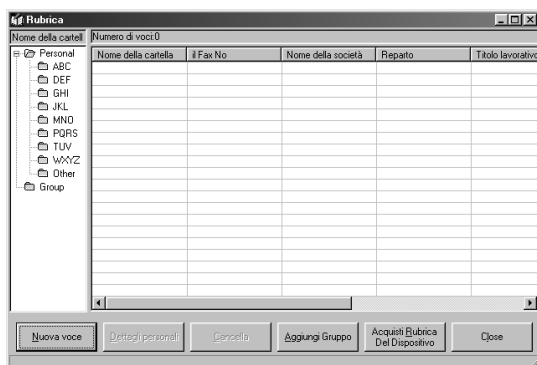 Rubrica
Nome della cartell
Numero di voci:0
Personal
ABC
DEF
GHI
JKL
MNO
PQRS
TUV
WXYZ
Other
Group
Nome della cartella
il Fax No
Nome della società
Reparto
Titolo lavorativo
Nuova voce
Dettagli personali
Cancella
Aggiungi Gruppo
Acquisti Rubrica
Del Dispositivo
Close